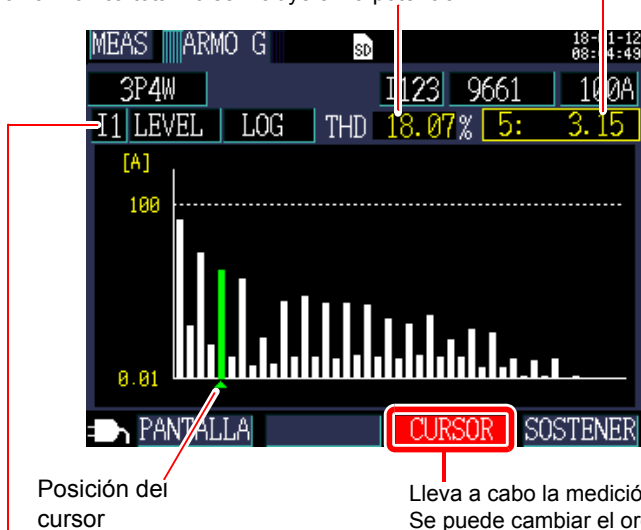 MEAS ARMO G SD 18-01-12
08:04:49
3P4W I123 9661 100A
I1 LEVEL LOG THD 18.07% 5: 3.15
[A]
100
0.01
PANTALLA CURSOR SOSTENER
Posición del
cursor
Lleva a cabo la medició
Se puede cambiar el or